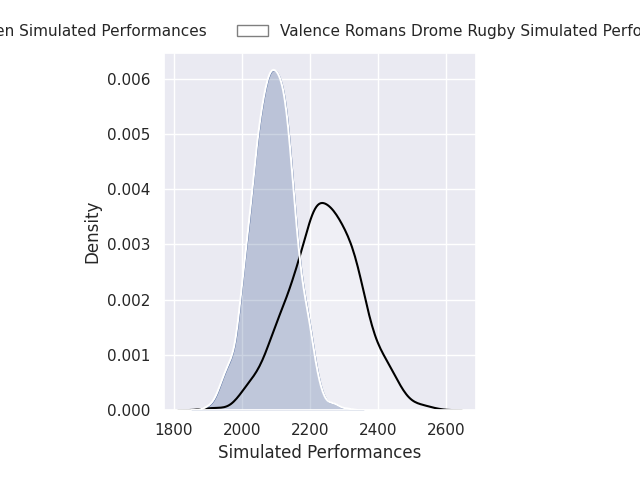 en Simulated Performances Valence Romans Drome Rugby Simulated Perfo
0.006
0.005
0.004
0.003
0.002
0.001
0.000
Density
1800 2000 2200 2400 2600
Simulated Performances